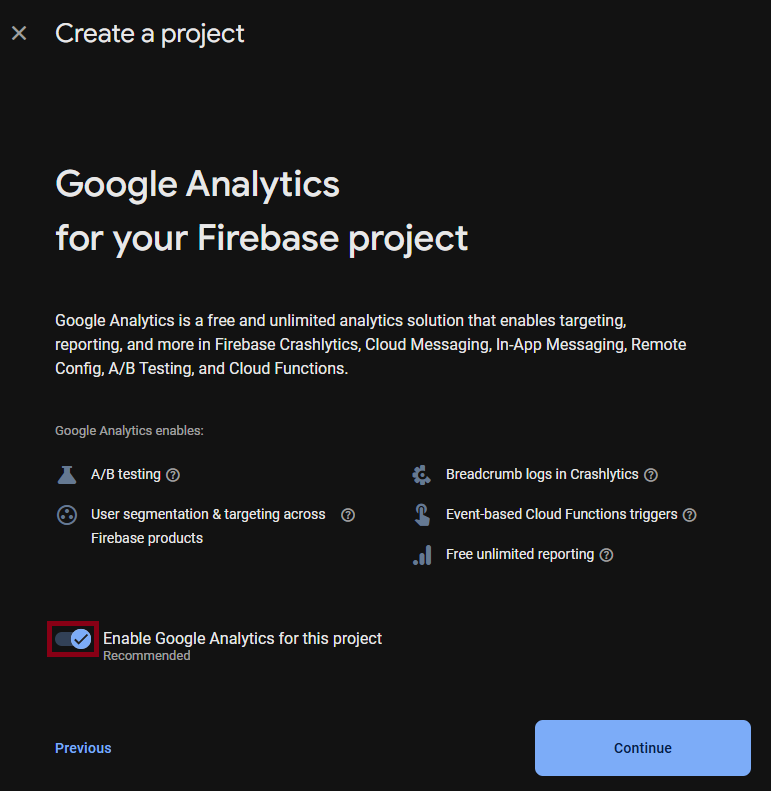 Create a project
Google Analytics
for your Firebase project
Google Analytics is a free and unlimited analytics solution that enables targeting,
reporting, and more in Firebase Crashlytics, Cloud Messaging, In-App Messaging, Remote
Config, A/B Testing, and Cloud Functions.
Google Analytics enables:
A/B testing
User segmentation & targeting across
Firebase products
Breadcrumb logs in Crashlytics
Event-based Cloud Functions triggers
Free unlimited reporting
Enable Google Analytics for this project
Recommended
Previous
Continue